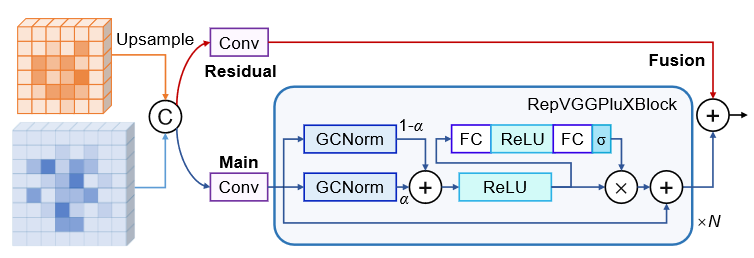 Upsample
Conv
Residual
Fusion
C
RepVGGPluXBlock
+
GCNorm
1-α
FC ReLU FC σ
Main
Conv
GCNorm
α
+
ReLU
×
+
×N